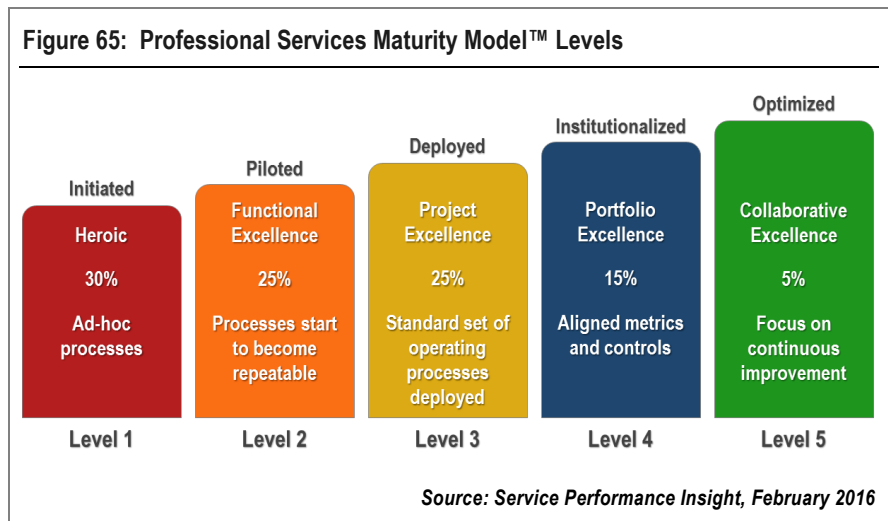 Figure 65: Professional Services Maturity Model™ Levels
Initiated
Heroic
30%
Ad-hoc
processes
Level 1
Piloted
Functional
Excellence
25%
Processes start
to become
repeatable
Level 2
Deployed
Project
Excellence
25%
Standard set of
operating
processes
deployed
Level 3
Institutionalized
Portfolio
Excellence
15%
Aligned metrics
and controls
Level 4
Optimized
Collaborative
Excellence
5%
Focus on
continuous
improvement
Level 5
Source: Service Performance Insight, February 2016